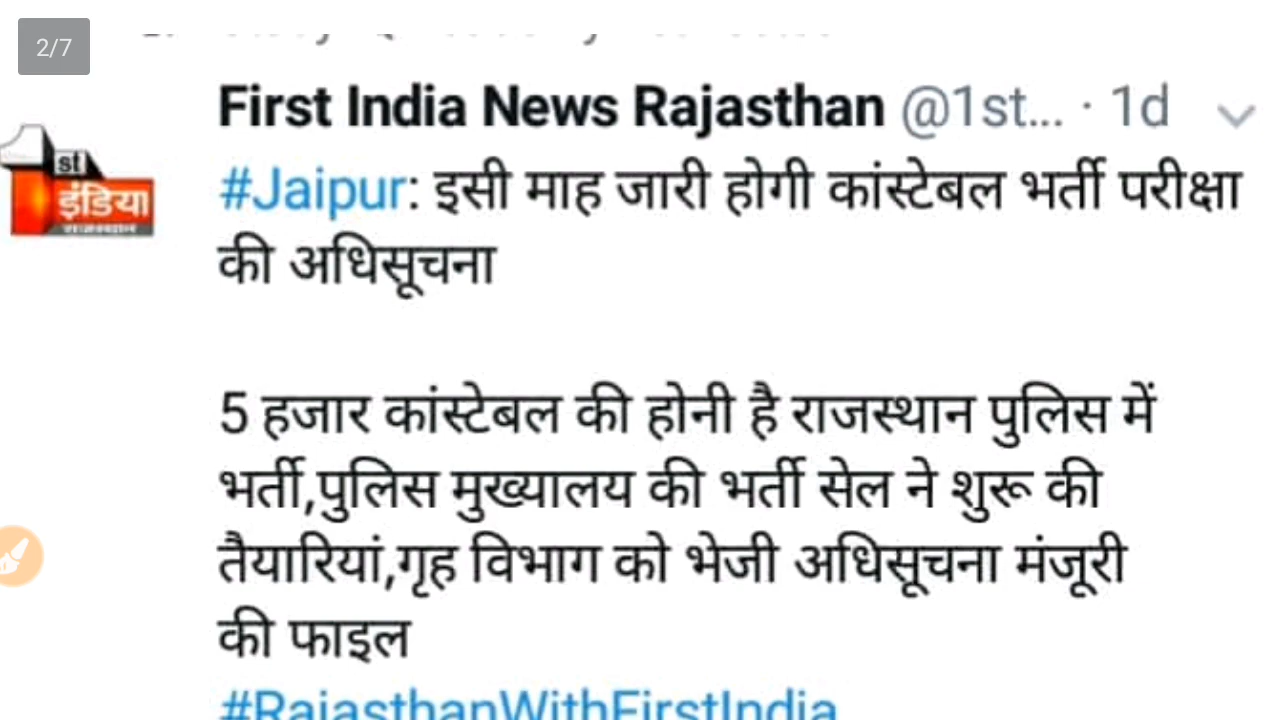 2/7
First India News Rajasthan @1st... · 1d
#Jaipur: इसी माह जारी होगी कांस्टेबल भर्ती परीक्षा
की अधिसूचना
st
इंडिया
5 हजार कांस्टेबल की होनी है राजस्थान पुलिस में
भर्ती,पुलिस मुख्यालय की भर्ती सेल ने शुरू की
तैयारियां,गृह विभाग को भेजी अधिसूचना मंजूरी
की फाइल
#RajasthanWithFirstIndia